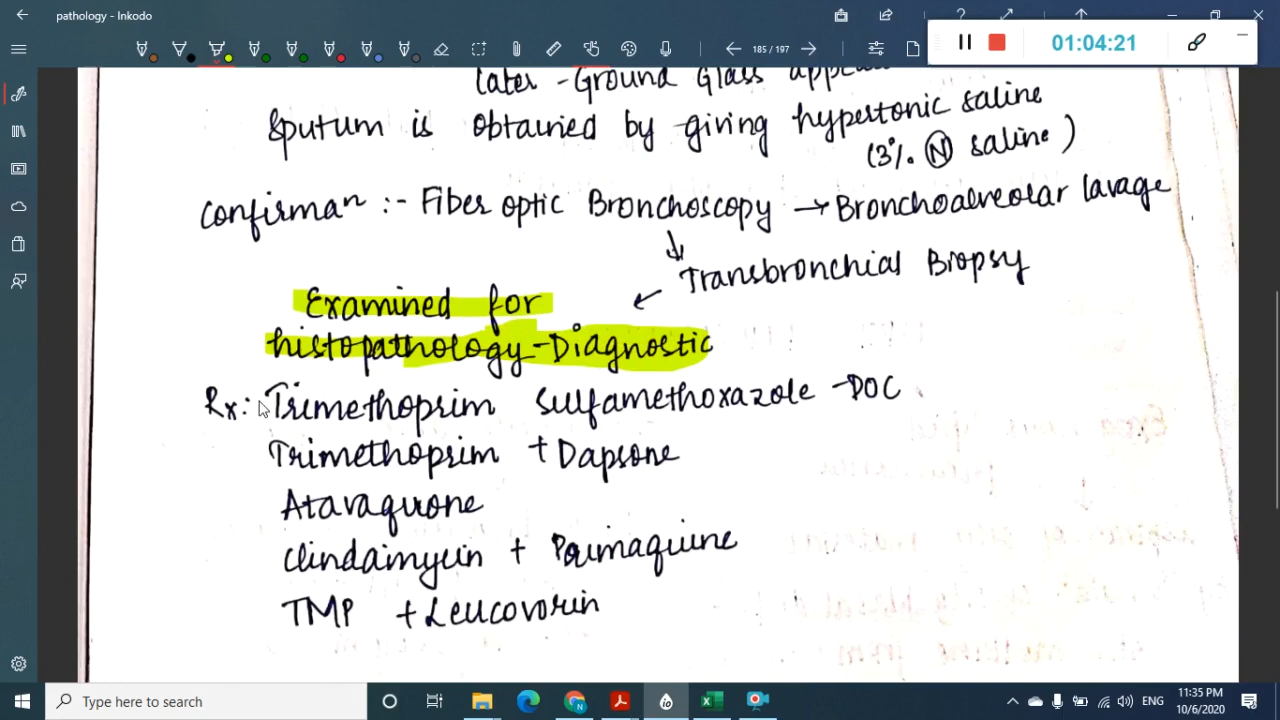 pathology - Inkodo
185 / 197
01:04:21
later - Ground Glass
Sputum is obtained by giving hypertonic saline
(3%. N saline)
Confirman :- Fiber optic Bronchoscopy → Bronchoalveolar lavage
↓
Transbronchial Biopsy
←
Examined for
histopathology - Diagnostic
Rx: Trimethoprim Sulfamethoxazole - DOC
Trimethoprim + Dapsone
Atavaquone
Clindamycin + Primaquine
TMP + Leucovorin
Type here to search
ENG
11:35 PM
10/6/2020